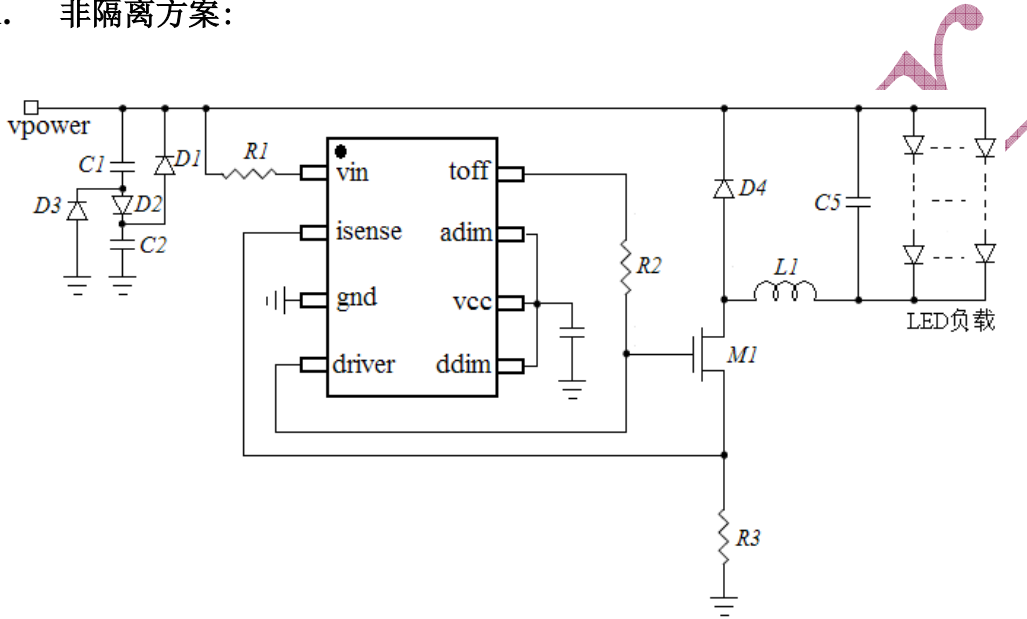 . 非隔离方案:
vpower
C1
D1
R1
D3
D2
C2
vin
toff
isense
adim
gnd
vcc
driver
ddim
R2
D4
C5
L1
M1
LED负载
R3